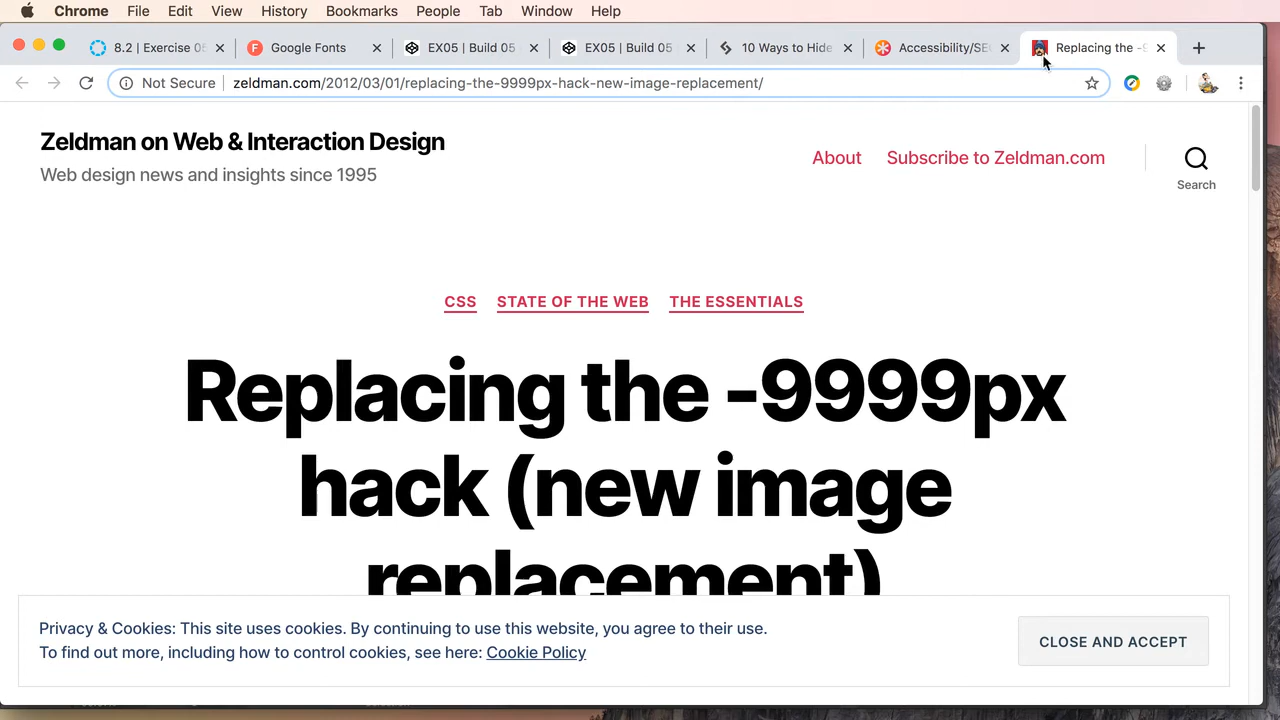 Chrome File Edit View History Bookmarks People Tab Window Help
8.2 | Exercise 05 Google Fonts EX05 | Build 05 EX05 | Build 05 10 Ways to Hide Accessibility/SE Replacing the -9
Not Secure zeldman.com/2012/03/01/replacing-the-9999px-hack-new-image-replacement/
Zeldman on Web & Interaction Design
Web design news and insights since 1995
About Subscribe to Zeldman.com
Search
CSS STATE OF THE WEB THE ESSENTIALS
Replacing the -9999px
hack (new image
replacement)
Privacy & Cookies: This site uses cookies. By continuing to use this website, you agree to their use.
To find out more, including how to control cookies, see here: Cookie Policy
CLOSE AND ACCEPT